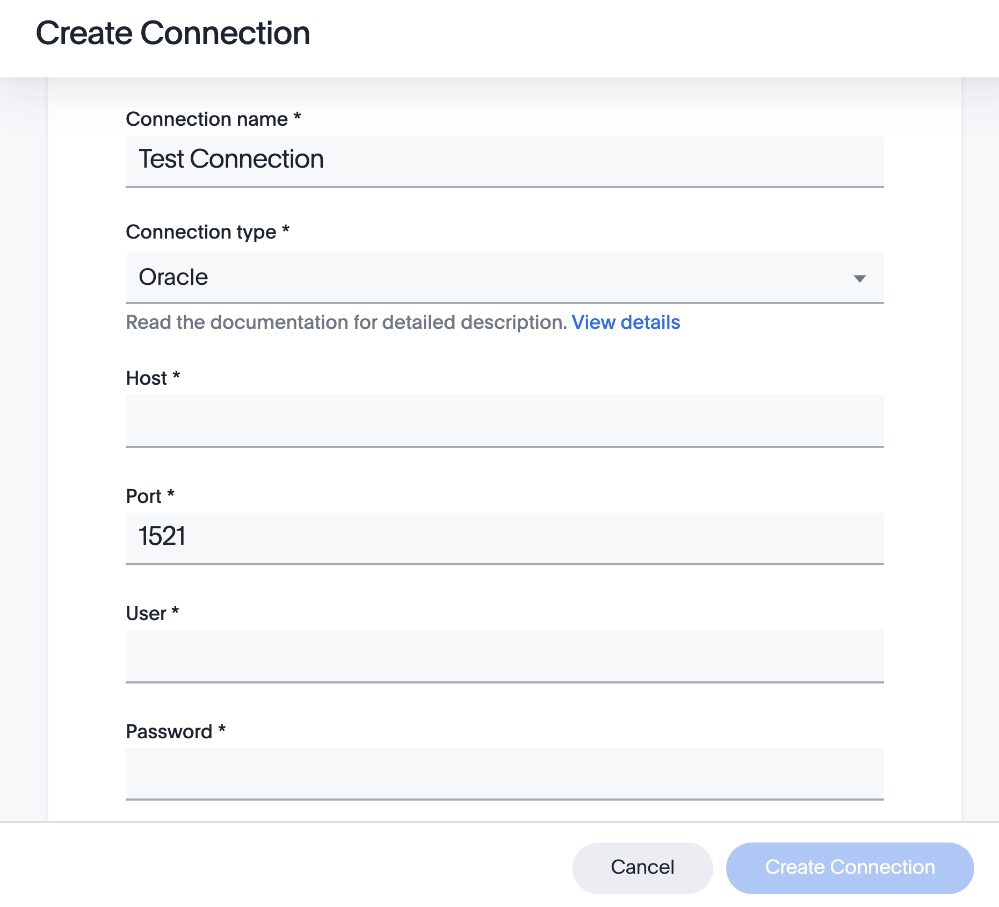 Create Connection
Connection name *
Test Connection
Connection type *
Oracle
Read the documentation for detailed description. View details
Host *
Port *
1521
User *
Password *
Cancel
Create Connection